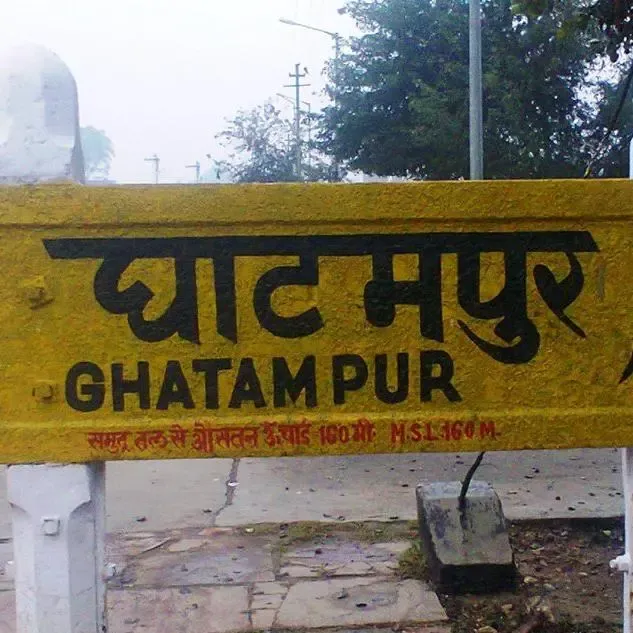 घाटमपुर
GHATAMPUR
समुद्र तल से औसतन ऊँचाई 160 मी. M.S.L 160 M.